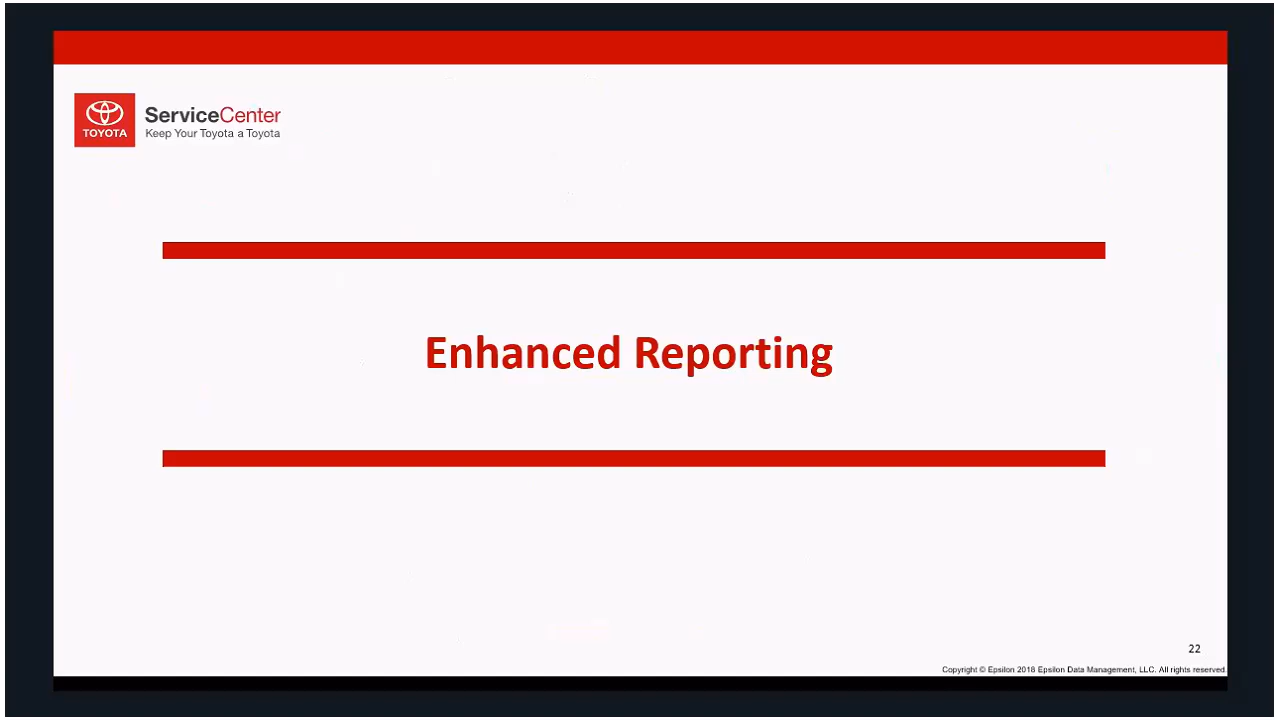 TOYOTA
ServiceCenter
Keep Your Toyota a Toyota
Enhanced Reporting
22
Copyright © Epsilon 2018 Epsilon Data Management, LLC. All rights reserved.